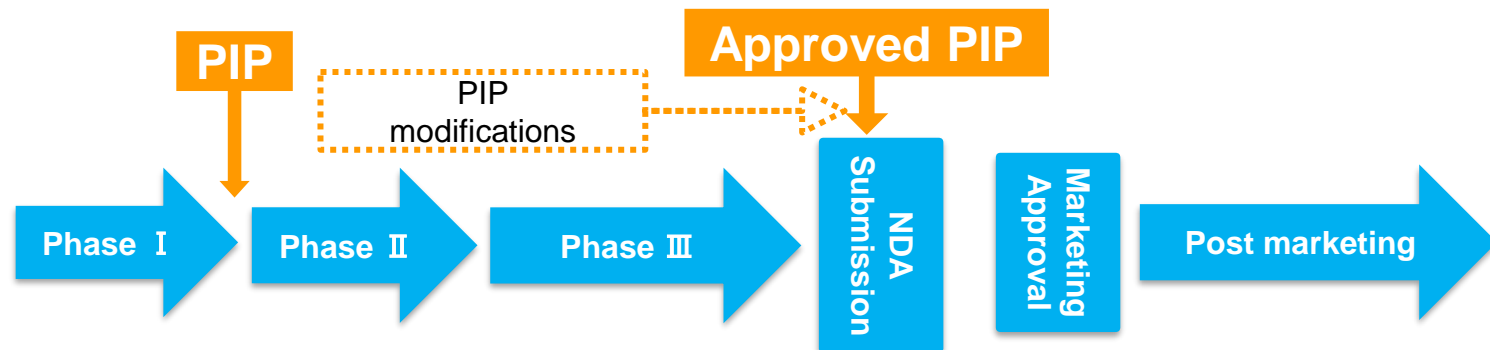 PIP
Approved PIP
PIP
modifications
Phase Ⅰ
Phase Ⅱ
Phase Ⅲ
NDA
Submission
Marketing
Approval
Post marketing